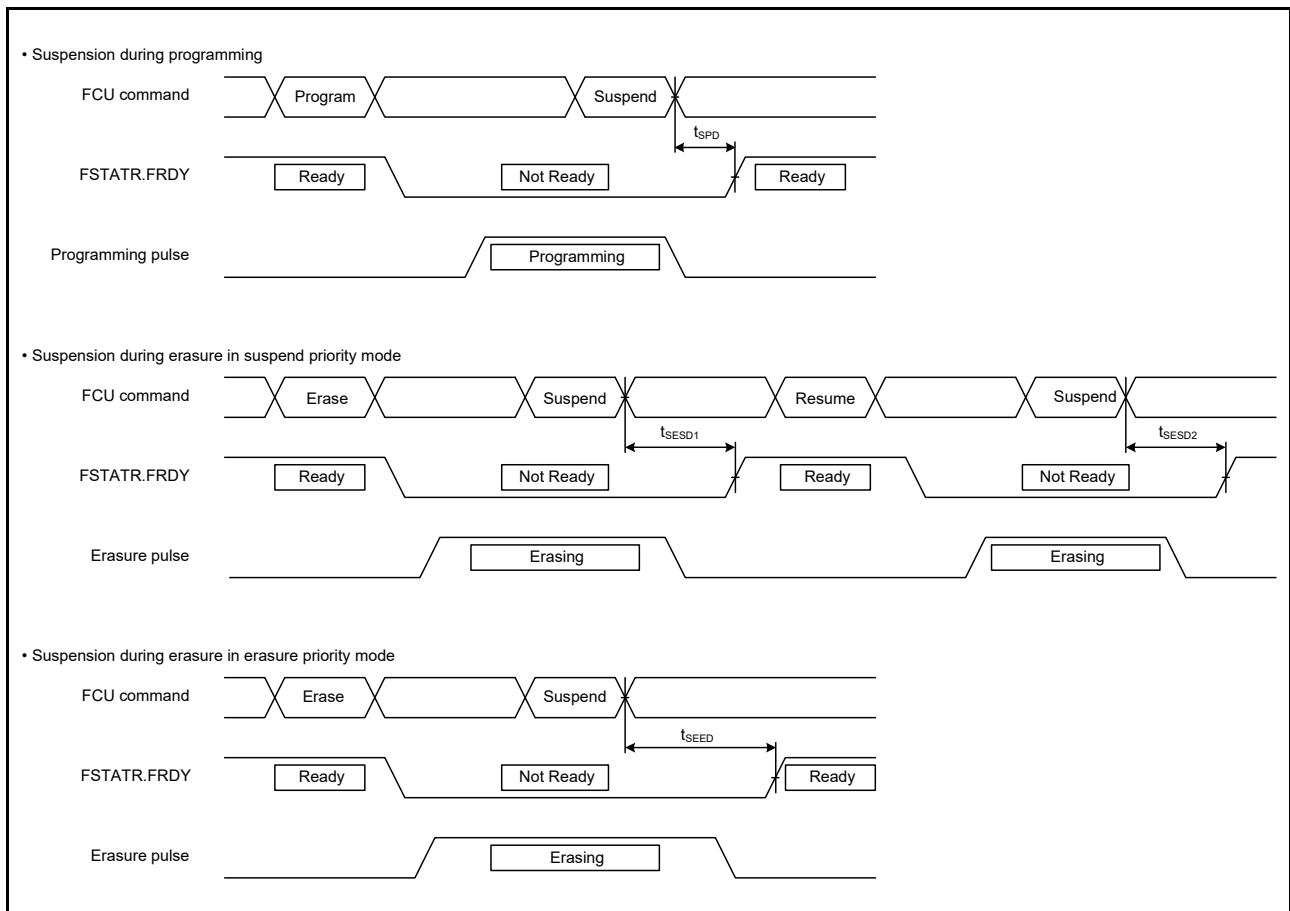 • Suspension during programming
FCU command Program Suspend
tSPD
FSTATR.FRDY Ready Not Ready Ready
Programming pulse Programming
• Suspension during erasure in suspend priority mode
FCU command Erase Suspend Resume Suspend
tSESD1 tSESD2
FSTATR.FRDY Ready Not Ready Ready Not Ready
Erasure pulse Erasing Erasing
• Suspension during erasure in erasure priority mode
FCU command Erase Suspend
tSEED
FSTATR.FRDY Ready Not Ready Ready
Erasure pulse Erasing